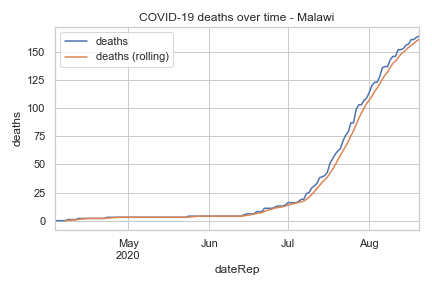 COVID-19 deaths over time - Malawi
deaths
deaths (rolling)
150
125
100
75
50
25
0
deaths
May
2020
Jun
Jul
Aug
dateRep